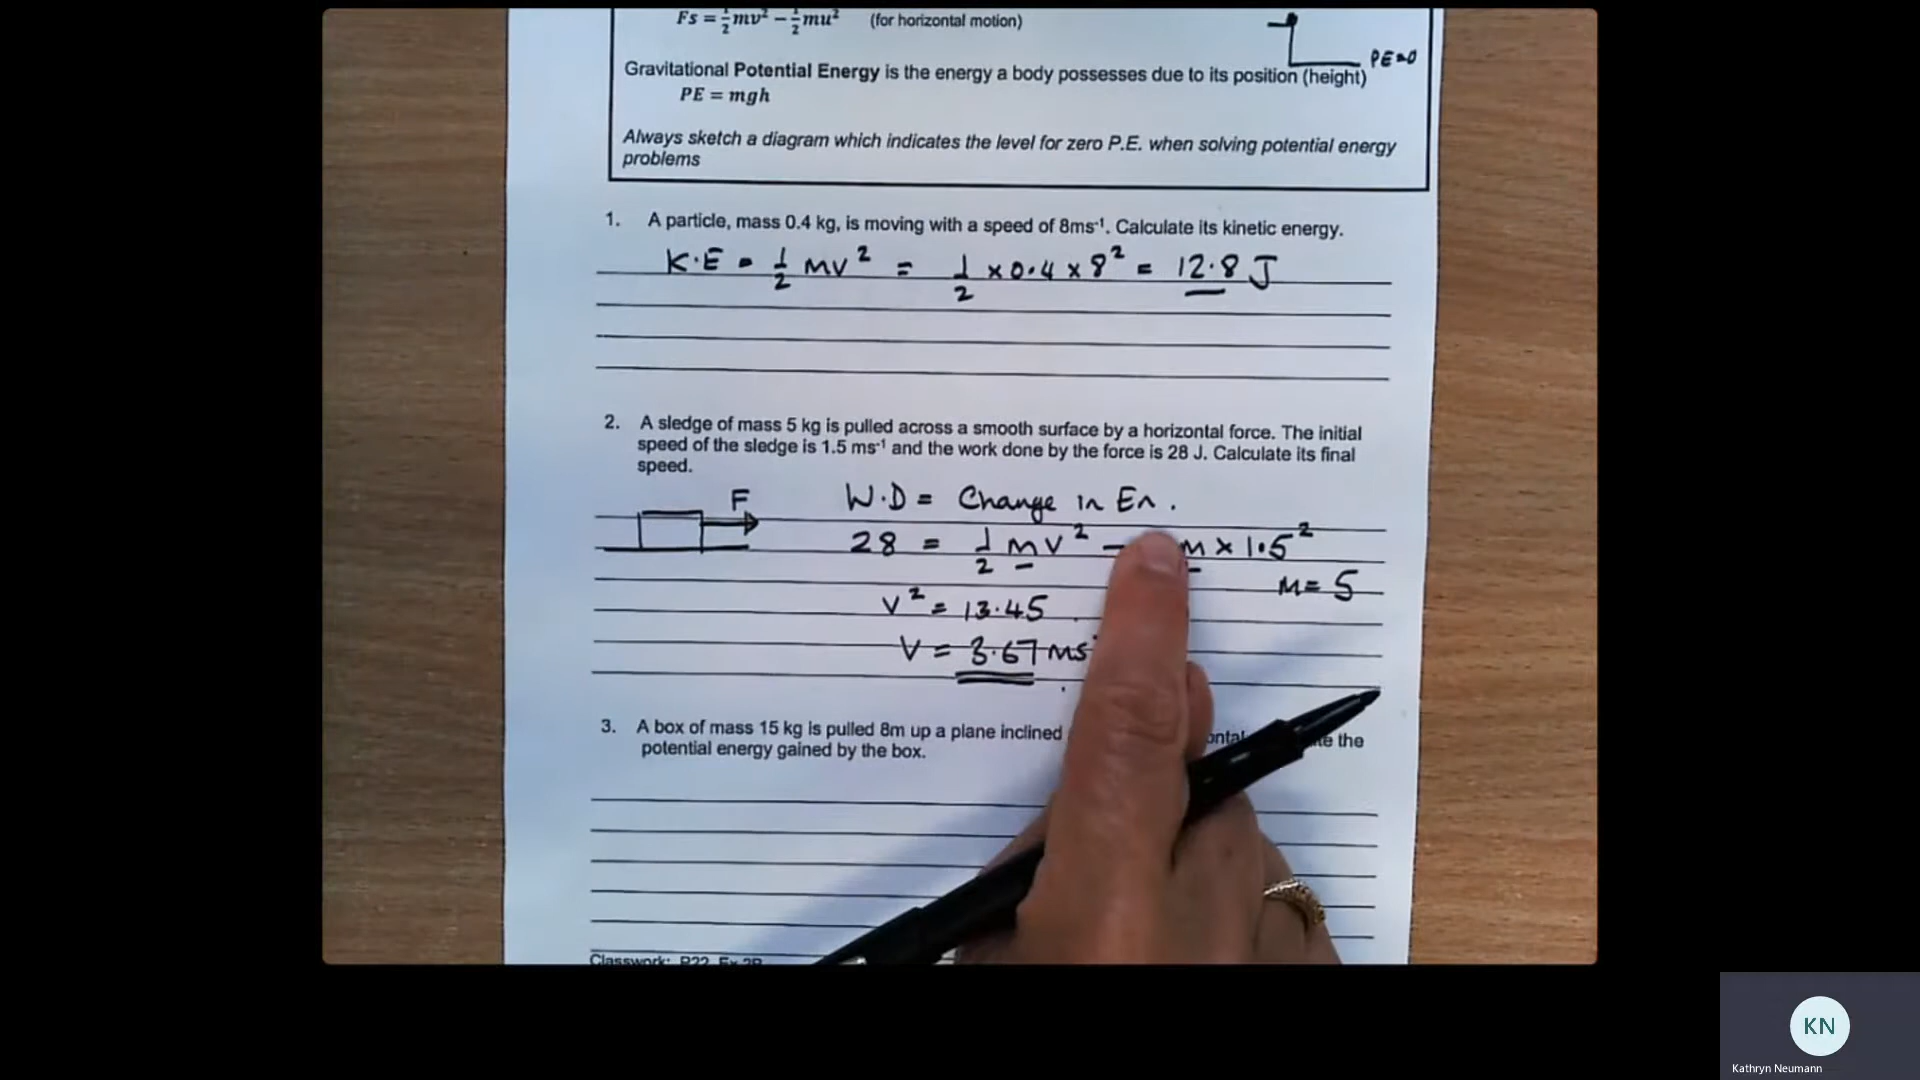 Fs = ½mv² − ½mu² (for horizontal motion)
PE=0
Gravitational Potential Energy is the energy a body possesses due to its position (height)
PE = mgh
Always sketch a diagram which indicates the level for zero P.E. when solving potential energy
problems
1. A particle, mass 0.4 kg, is moving with a speed of 8ms⁻¹. Calculate its kinetic energy.
K.E = ½ mv² = ½ × 0.4 × 8² = 12.8 J
2. A sledge of mass 5 kg is pulled across a smooth surface by a horizontal force. The initial
speed of the sledge is 1.5 ms⁻¹ and the work done by the force is 28 J. Calculate its final
speed.
F
W.D = Change in En.
28 = ½ mv² − m × 1.5²
M = 5
v² = 13.45
v = 3.67 ms
3. A box of mass 15 kg is pulled 8m up a plane inclined the
potential energy gained by the box.
Classwork: P22
KN
Kathryn Neumann